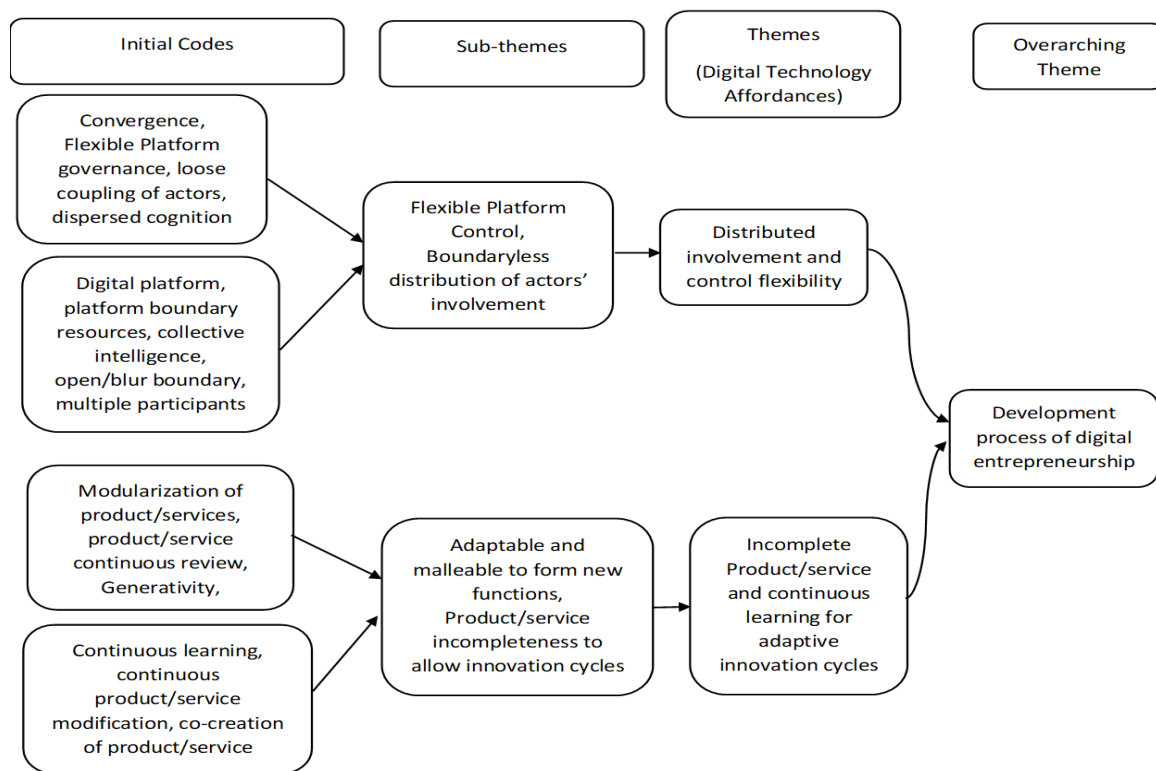 Initial Codes
Sub-themes
Themes
(Digital Technology
Affordances)
Overarching
Theme
Convergence,
Flexible Platform
governance, loose
coupling of actors,
dispersed cognition
Digital platform,
platform boundary
resources, collective
intelligence,
open/blur boundary,
multiple participants
Flexible Platform
Control,
Boundaryless
distribution of actors’
involvement
Distributed
involvement and
control flexibility
Development
process of digital
entrepreneurship
Modularization of
product/services,
product/service
continuous review,
Generativity,
Continuous learning,
continuous
product/service
modification, co-creation
of product/service
Adaptable and
malleable to form new
functions,
Product/service
incompleteness to
allow innovation cycles
Incomplete
Product/service
and continuous
learning for
adaptive
innovation cycles